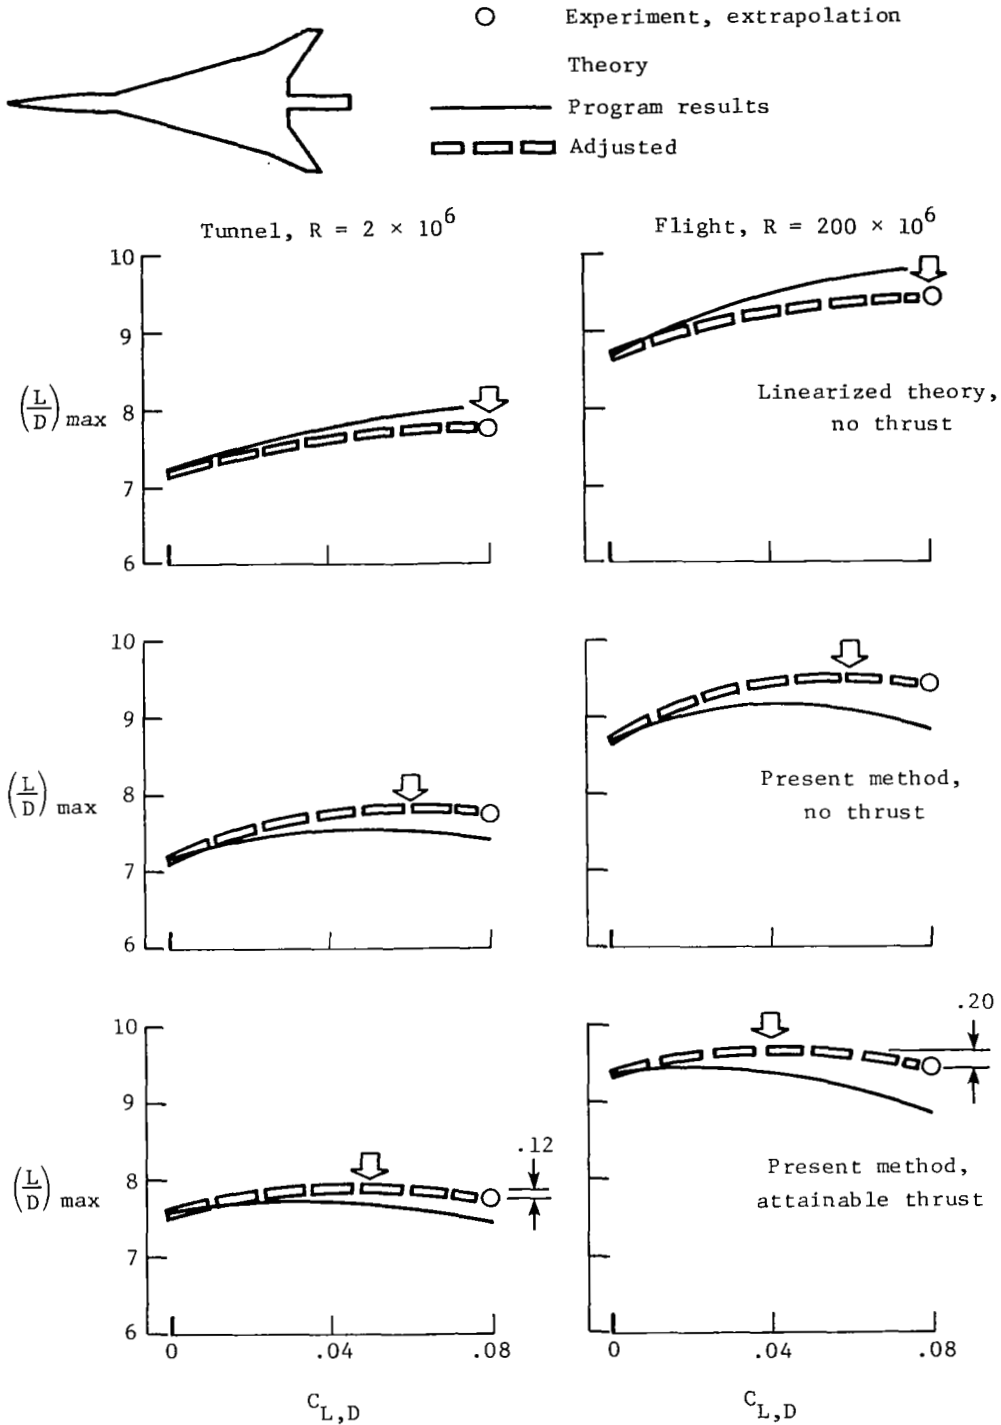 Experiment, extrapolation
Theory
Program results
Adjusted
Tunnel, R = 2 × 10^6
Flight, R = 200 × 10^6
10
9
8
7
6
(L/D) max
Linearized theory,
no thrust
10
9
8
7
6
(L/D) max
Present method,
no thrust
10
9
8
7
6
(L/D) max
.12
.20
Present method,
attainable thrust
0 .04 .08
0 .04 .08
C_L,D
C_L,D